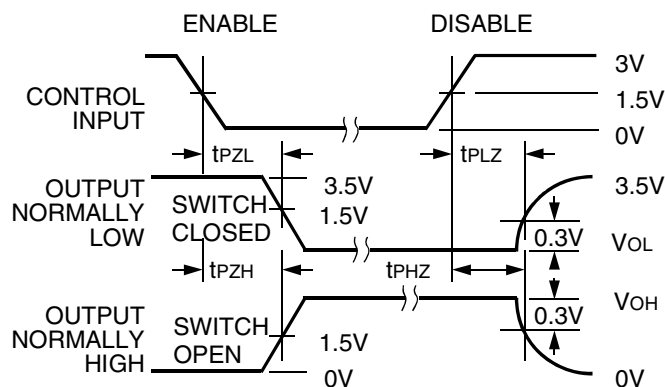 ENABLE DISABLE
3V
CONTROL
INPUT
1.5V
0V
tPZL tPLZ
OUTPUT
NORMALLY
LOW
SWITCH
CLOSED
3.5V
1.5V
3.5V
0.3V
VOL
tPZH tPHZ
OUTPUT
NORMALLY
HIGH
SWITCH
OPEN
1.5V
0V
VOH
0.3V
0V